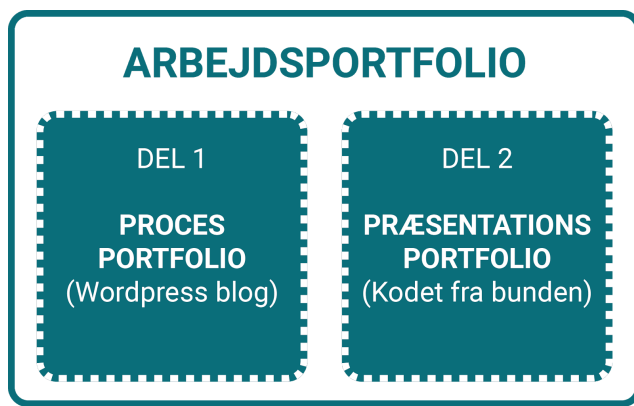 ARBEJDSPORTFOLIO
DEL 1
PROCES
PORTFOLIO
(Wordpress blog)
DEL 2
PRÆSENTATIONS
PORTFOLIO
(Kodet fra bunden)